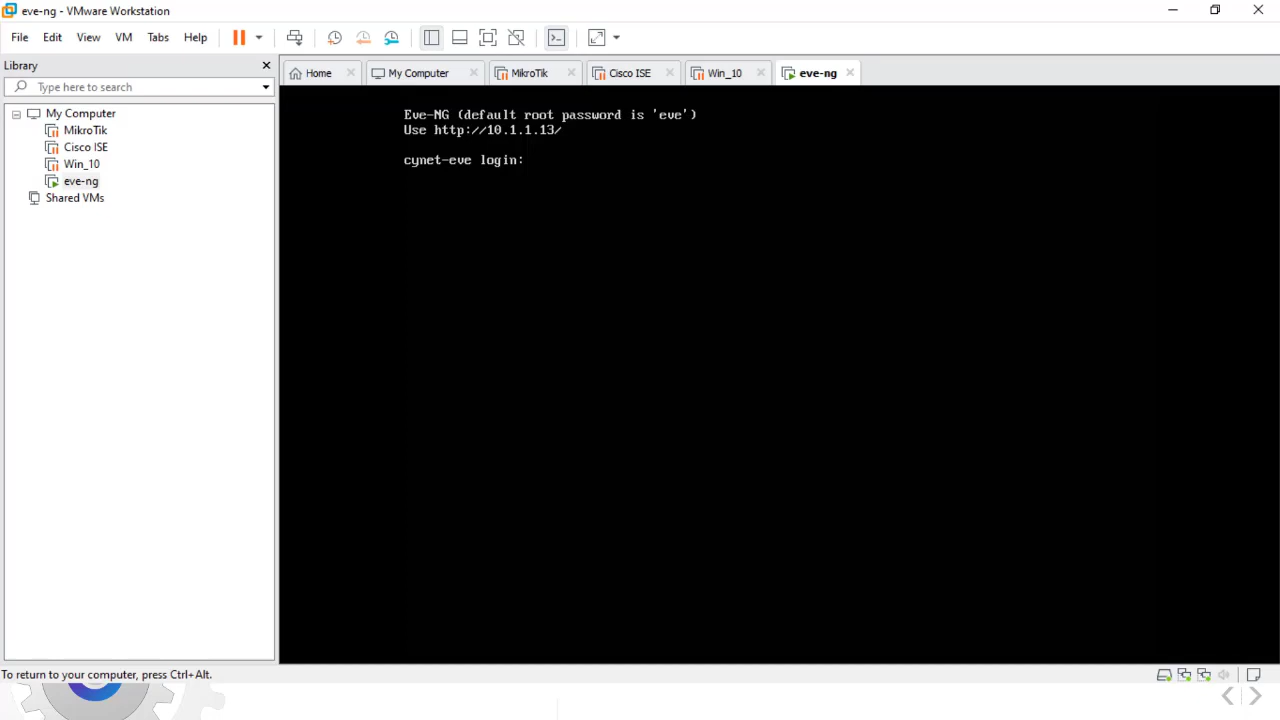 eve-ng - VMware Workstation
File Edit View VM Tabs Help
Library
Type here to search
My Computer
MikroTik
Cisco ISE
Win_10
eve-ng
Shared VMs
Home My Computer MikroTik Cisco ISE Win_10 eve-ng
Eve-NG (default root password is 'eve')
Use http://10.1.1.13/
cynet-eve login:
To return to your computer, press Ctrl+Alt.